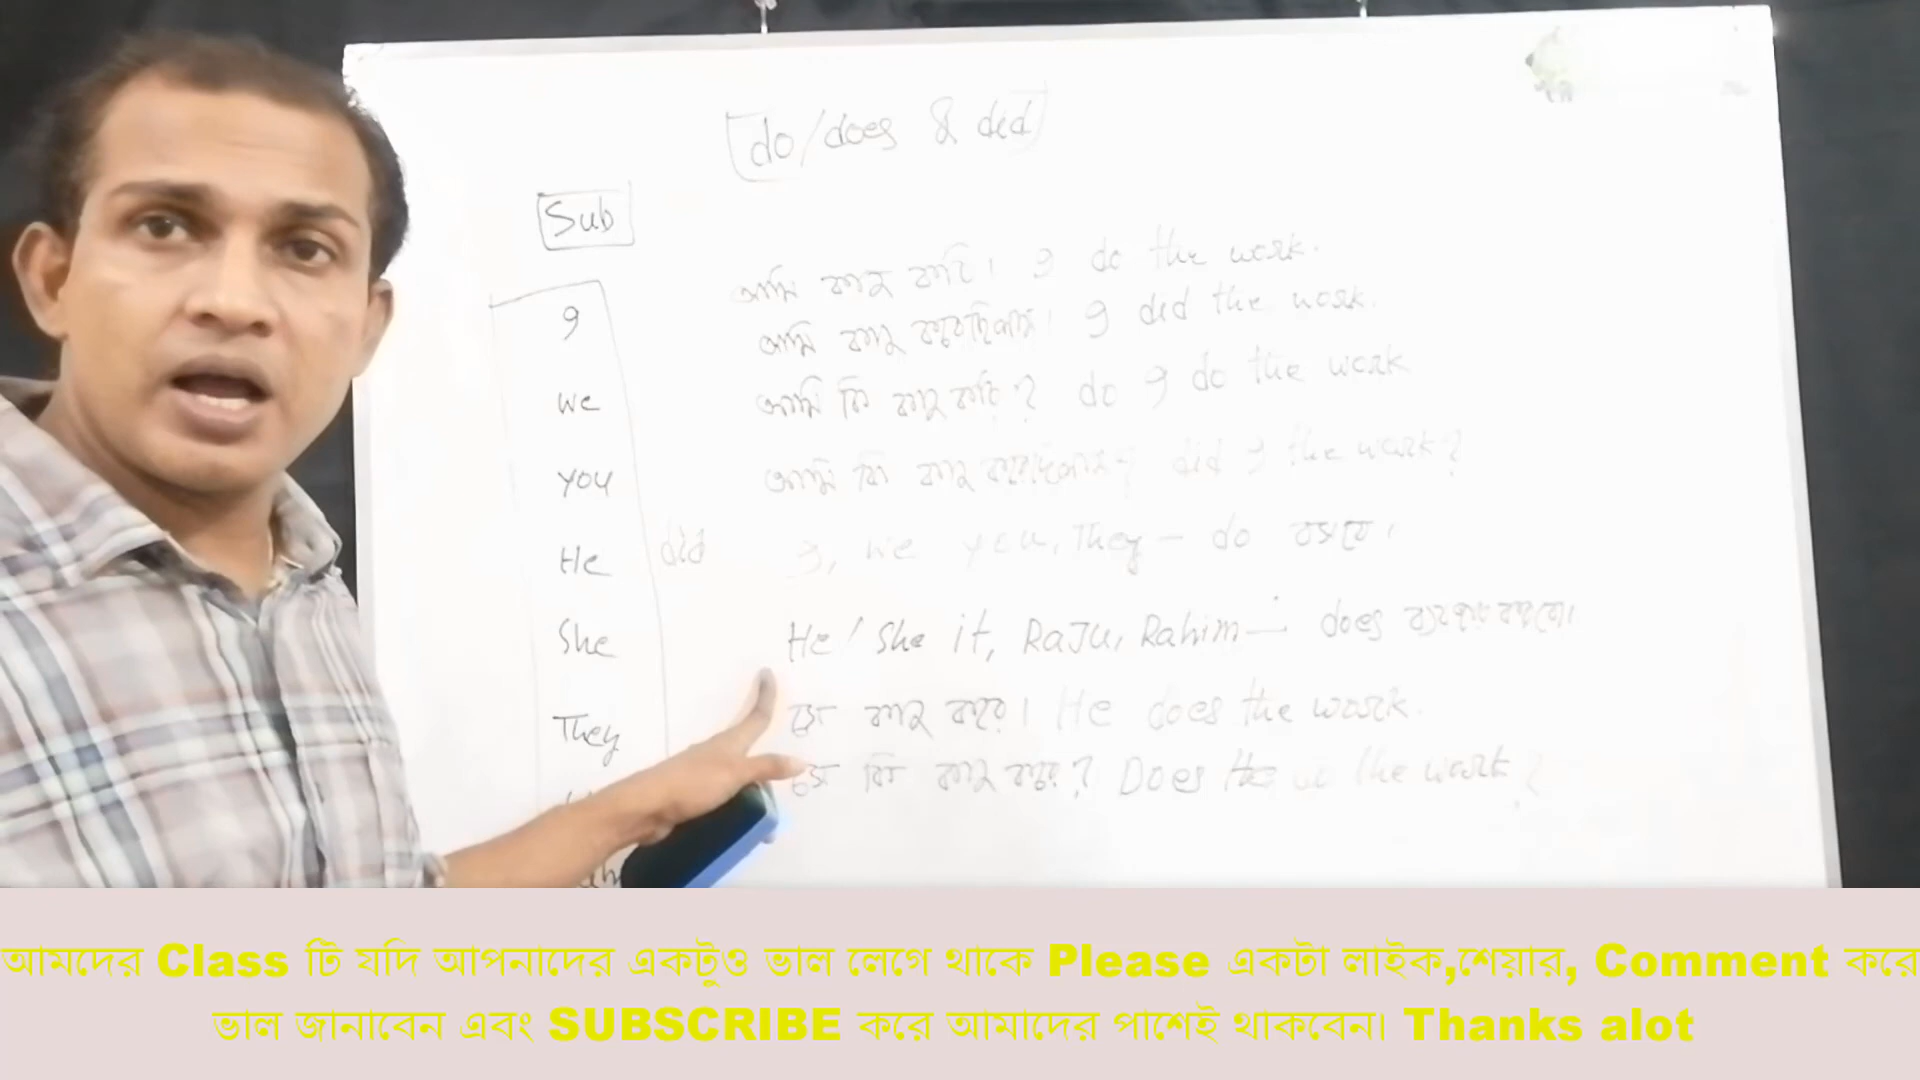 do/does & did
Sub
I
we
you
He
She
They
did
আমি কাজ করি। I do the work.
আমি কাজ করেছিলাম। I did the work.
আমি কি কাজ করি? do I do the work
আমি কি কাজ করেছিলাম? did I the work?
I, we you, They - do বসবে।
He / She it, RaJu, Rahim - does ব্যবহার করবো।
সে কাজ করে। He does the work.
সে কি কাজ করে? Does the work?
আমদের Class টি যদি আপনাদের একটুও ভাল লেগে থাকে Please একটা লাইক,শেয়ার, Comment করে
ভাল জানাবেন এবং SUBSCRIBE করে আমাদের পাশেই থাকবেন। Thanks alot